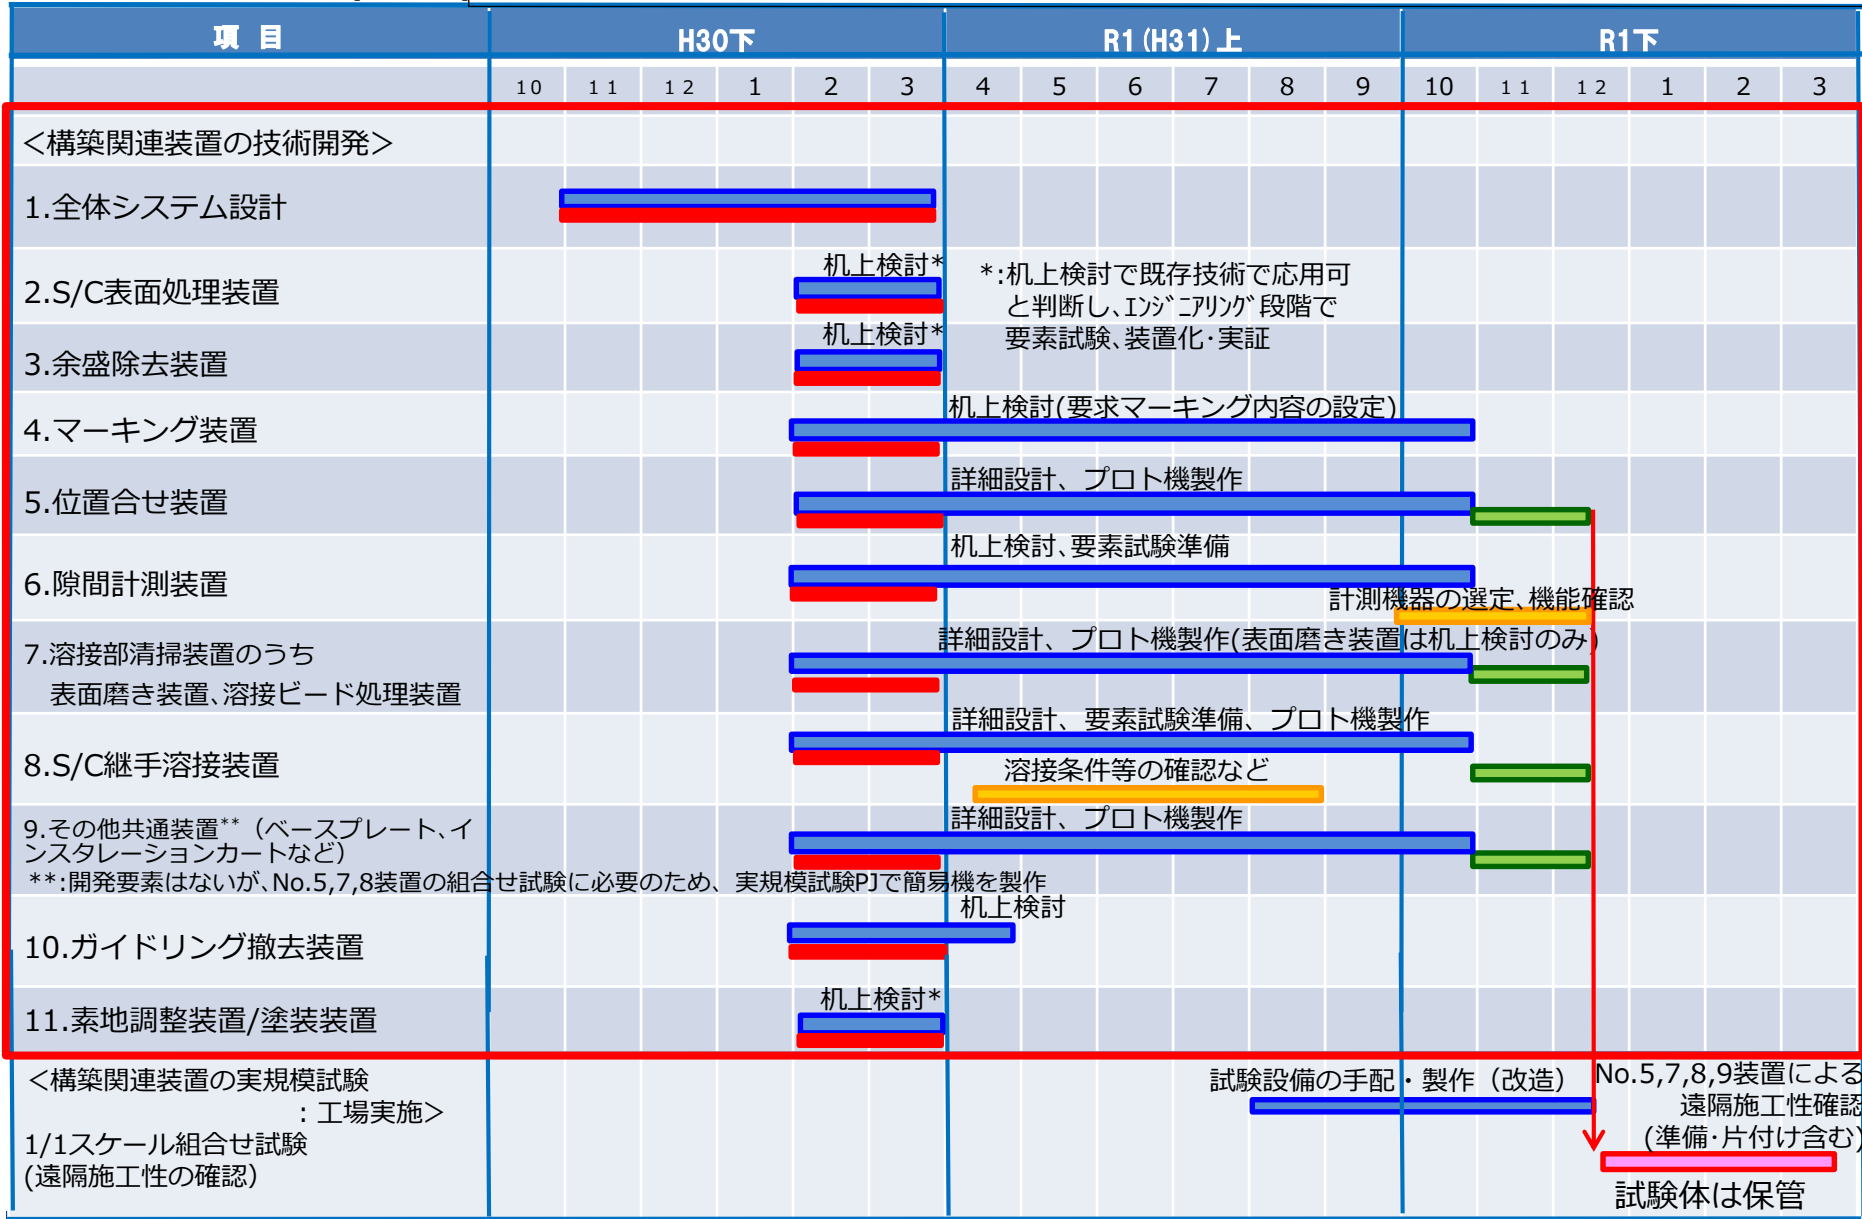 項 目 H30下 R1(H31)上 R1下
10 11 12 1 2 3 4 5 6 7 8 9 10 11 12 1 2 3
＜構築関連装置の技術開発＞
1.全体システム設計
机上検討*
2.S/C表面処理装置
*:机上検討で既存技術で応用可
と判断し、ｴﾝｼﾞﾆｱﾘﾝｸﾞ段階で
要素試験、装置化・実証
机上検討*
3.余盛除去装置
机上検討(要求マーキング内容の設定)
4.マーキング装置
詳細設計、プロト機製作
5.位置合せ装置
机上検討、要素試験準備
6.隙間計測装置
計測機器の選定、機能確認
詳細設計、プロト機製作(表面磨き装置は机上検討のみ)
7.溶接部清掃装置のうち
表面磨き装置、溶接ビード処理装置
詳細設計、要素試験準備、プロト機製作
8.S/C継手溶接装置
溶接条件等の確認など
詳細設計、プロト機製作
9.その他共通装置**（ベースプレート、イ
ンスタレーションカートなど）
**:開発要素はないが、No.5,7,8装置の組合せ試験に必要のため、実規模試験PJで簡易機を製作
机上検討
10.ガイドリング撤去装置
机上検討*
11.素地調整装置/塗装装置
＜構築関連装置の実規模試験
：工場実施＞
1/1スケール組合せ試験
(遠隔施工性の確認)
試験設備の手配・製作（改造）
No.5,7,8,9装置による
遠隔施工性確認
(準備・片付け含む)
試験体は保管